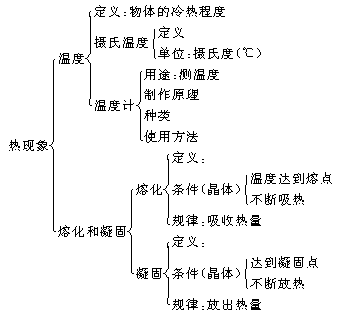 定义:物体的冷热程度
定义
摄氏温度
单位:摄氏度(℃)
温度
用途:测温度
制作原理
温度计
种类
使用方法
热现象
定义:
温度达到熔点
熔化
条件(晶体)
不断吸热
规律:吸收热量
熔化和凝固
定义:
达到凝固点
凝固
条件(晶体)
不断放热
规律:放出热量